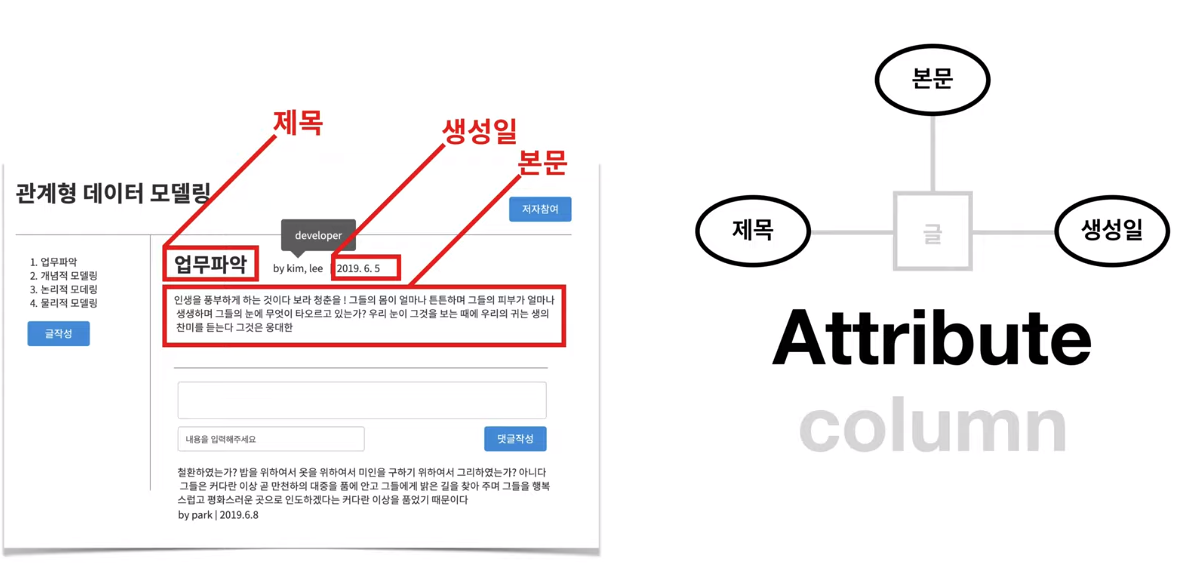 제목
생성일
본문
관계형 데이터 모델링
저자참여
developer
1. 업무파악
2. 개념적 모델링
3. 논리적 모데링
4. 물리적 모델링
글작성
업무파악
by kim, lee | 2019. 6. 5
인생을 풍부하게 하는 것이다 보라 청춘을 ! 그들의 몸이 얼마나 튼튼하며 그들의 피부가 얼마나
생생하며 그들의 눈에 무엇이 타오르고 있는가? 우리 눈이 그것을 보는 때에 우리의 귀는 생의
찬미를 듣는다 그것은 웅대한
내용을 입력해주세요
댓글작성
철환하였는가? 밥을 위하여서 옷을 위하여서 미인을 구하기 위하여서 그리하였는가? 아니다
그들은 커다란 이상 곧 만천하의 대중을 품에 안고 그들에게 밝은 길을 찾아 주며 그들을 행복
스럽고 평화스러운 곳으로 인도하겠다는 커다란 이상을 품었기 때문이다
by park | 2019.6.8
본문
제목
글
생성일
Attribute
column